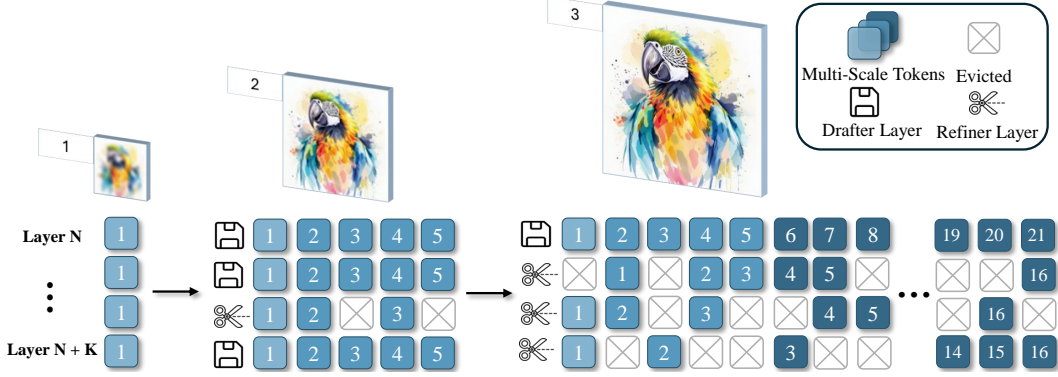 3
2
1
Multi-Scale Tokens Evicted
Drafter Layer Refiner Layer
Layer N 1 1 2 3 4 5 1 2 3 4 5 6 7 8 19 20 21
1 1 2 3 4 5 1 2 3 4 5 ... 16
1 1 2 3 1 2 3 4 5 16
Layer N + K 1 1 2 3 4 5 1 2 3 14 15 16